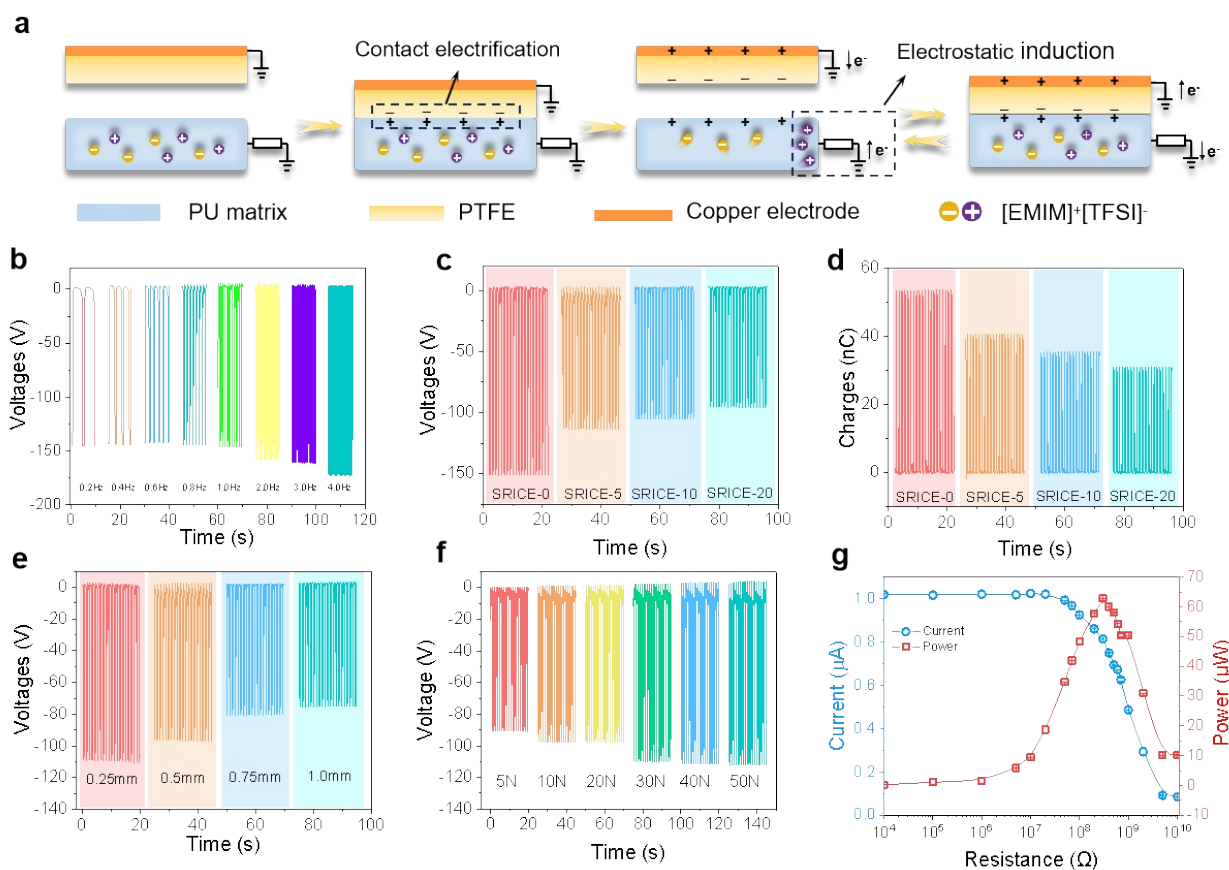 a
Contact electrification
Electrostatic induction
e-
e-
e-
e-
PU matrix
PTFE
Copper electrode
[EMIM]+[TFSI]-
b
Voltages (V)
0
-50
-100
-150
-200
0.2Hz 0.4Hz 0.6Hz 0.8Hz 1.0Hz 2.0Hz 3.0Hz 4.0Hz
0 20 40 60 80 100 120
Time (s)
c
Voltages (V)
0
-50
-100
-150
SRICE-0 SRICE-5 SRICE-10 SRICE-20
0 20 40 60 80 100
Time (s)
d
Charges (nC)
60
40
20
0
SRICE-0 SRICE-5 SRICE-10 SRICE-20
0 20 40 60 80 100
Time (s)
e
Voltages (V)
0
-20
-40
-60
-80
-100
-120
-140
0.25mm 0.5mm 0.75mm 1.0mm
0 20 40 60 80 100
Time (s)
f
Voltage (V)
0
-20
-40
-60
-80
-100
-120
-140
5N 10N 20N 30N 40N 50N
0 20 40 60 80 100 120 140
Time (s)
g
Current (μA)
1.0
0.8
0.6
0.4
0.2
0.0
Current
Power
70
60
50
40
30
20
10
0
-10
Power (μW)
10⁴ 10⁵ 10⁶ 10⁷ 10⁸ 10⁹ 10¹⁰
Resistance (Ω)